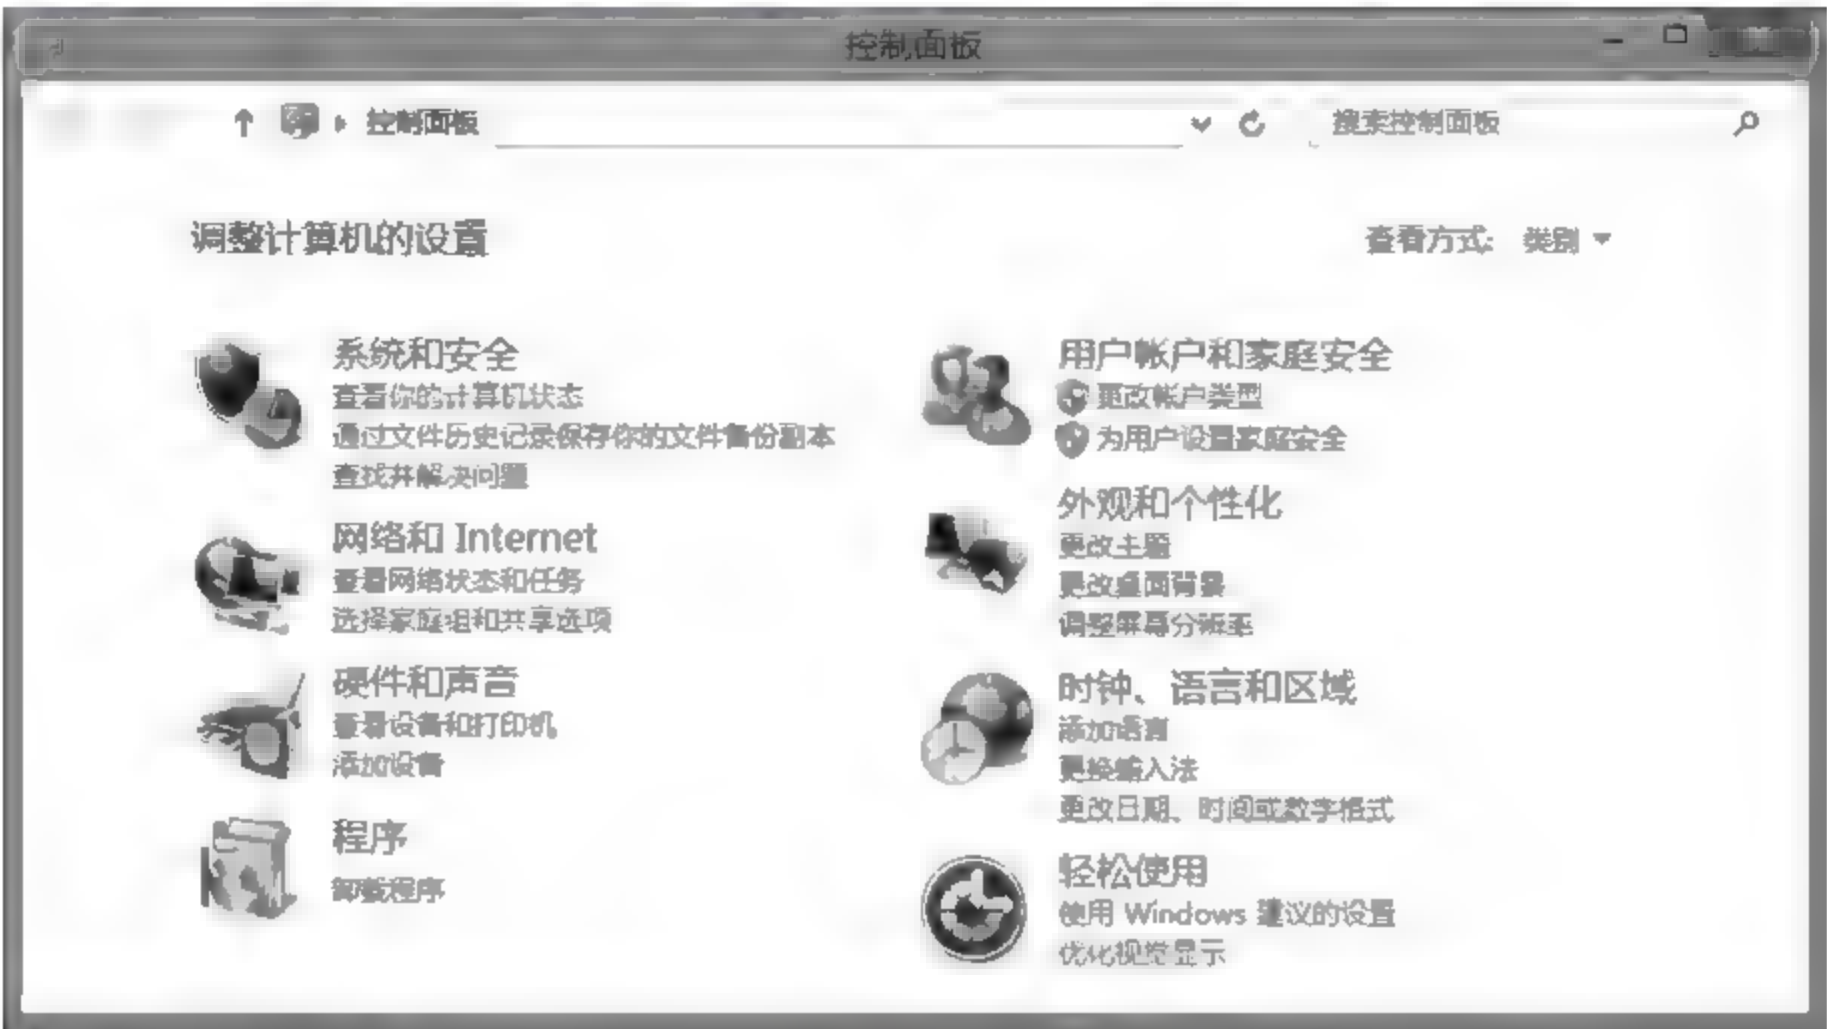 控制面板
控制面板
搜索控制面板
调整计算机的设置
查看方式: 类别
系统和安全
查看你的计算机状态
通过文件历史记录保存你的文件备份副本
查找并解决问题
网络和 Internet
查看网络状态和任务
选择家庭组和共享选项
硬件和声音
查看设备和打印机
添加设备
程序
卸载程序
用户帐户和家庭安全
更改帐户类型
为用户设置家庭安全
外观和个性化
更改主题
更改桌面背景
调整屏幕分辨率
时钟、语言和区域
添加语言
更换输入法
更改日期、时间或数字格式
轻松使用
使用 Windows 建议的设置
优化视觉显示